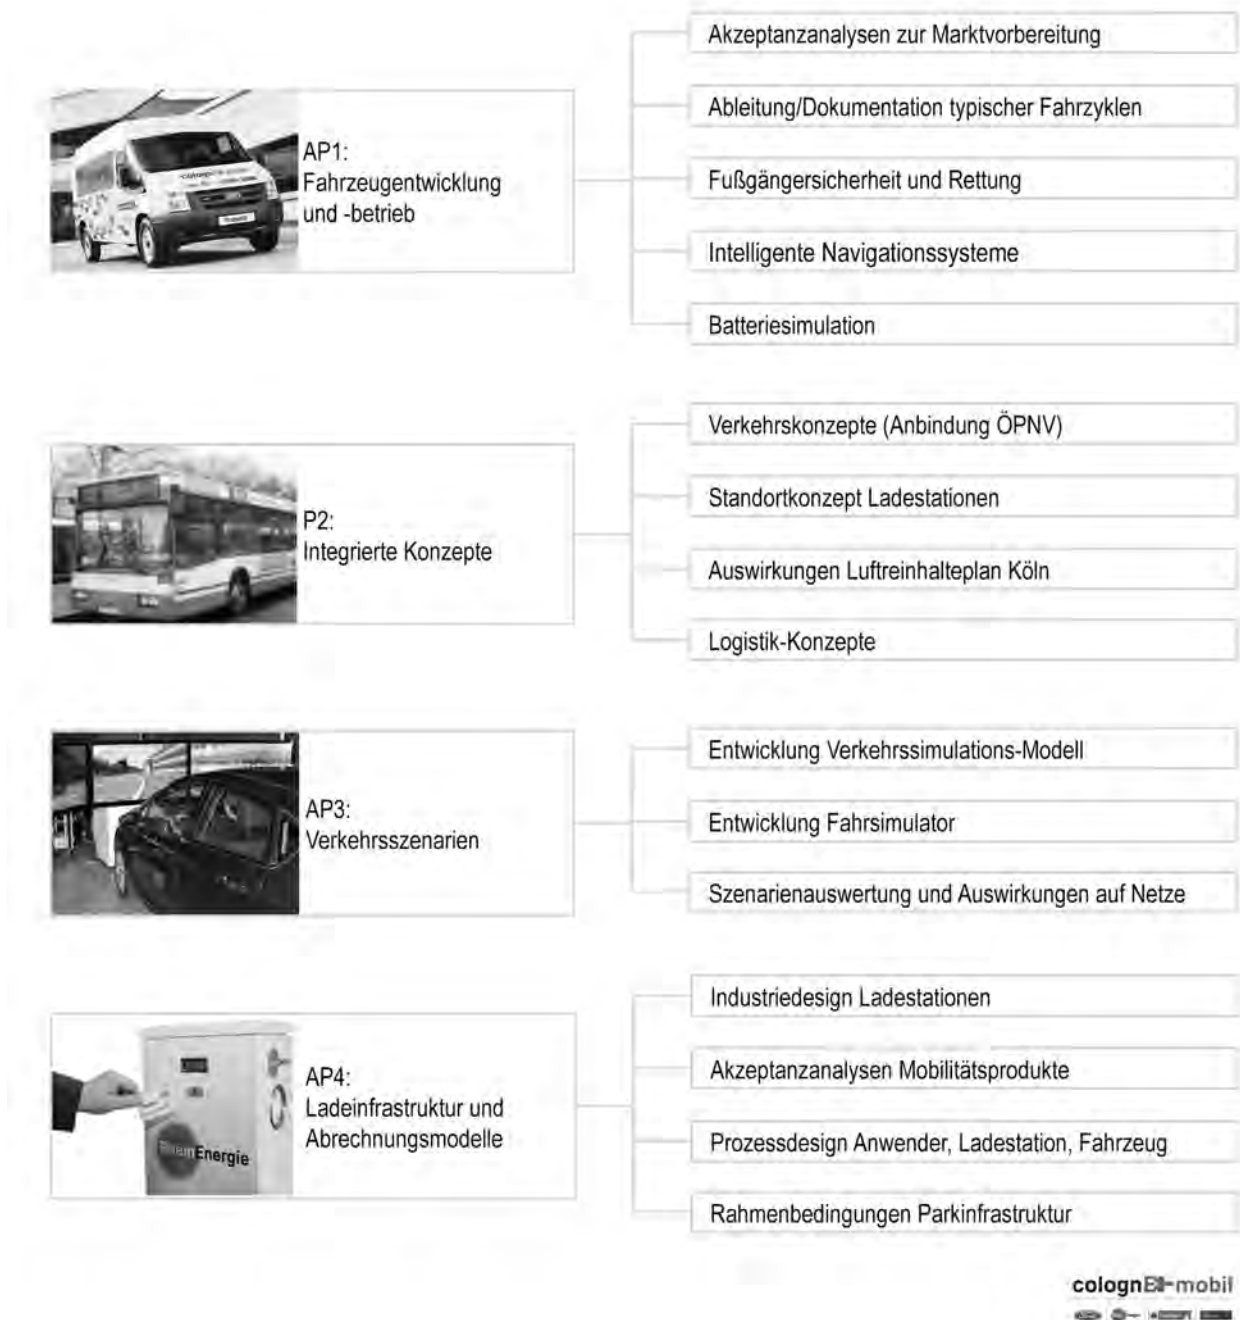 Akzeptanzanalysen zur Marktvorbereitung
Ableitung/Dokumentation typischer Fahrzyklen
AP1:
Fahrzeugentwicklung
und -betrieb
Fußgängersicherheit und Rettung
Intelligente Navigationssysteme
Batteriesimulation
Verkehrskonzepte (Anbindung ÖPNV)
Standortkonzept Ladestationen
P2:
Integrierte Konzepte
Auswirkungen Luftreinhalteplan Köln
Logistik-Konzepte
Entwicklung Verkehrssimulations-Modell
AP3:
Verkehrsszenarien
Entwicklung Fahrsimulator
Szenarienauswertung und Auswirkungen auf Netze
Industriedesign Ladestationen
Akzeptanzanalysen Mobilitätsprodukte
AP4:
Ladeinfrastruktur und
Abrechnungsmodelle
RheinEnergie
Prozessdesign Anwender, Ladestation, Fahrzeug
Rahmenbedingungen Parkinfrastruktur
colognE-mobil